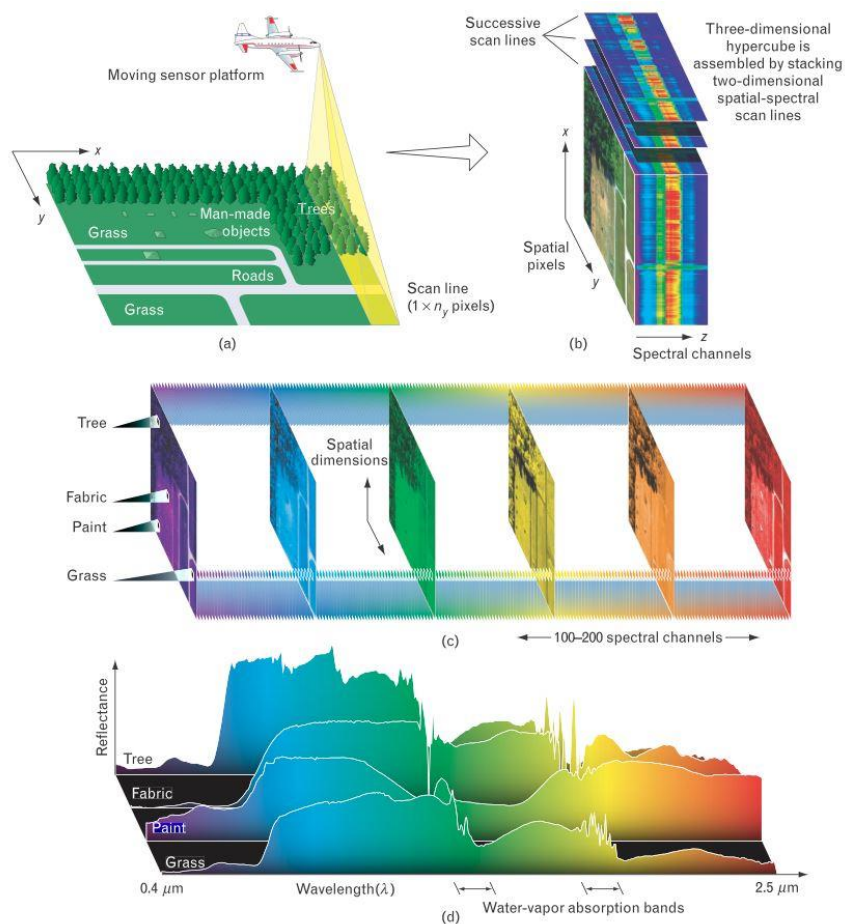 Moving sensor platform
x
y
Man-made
objects
Trees
Grass
Roads
Grass
Scan line
(1 × nᵧ pixels)
(a)
Successive
scan lines
Three-dimensional
hypercube is
assembled by stacking
two-dimensional
spatial-spectral
scan lines
x
Spatial
pixels
y
z
Spectral channels
(b)
Tree
Fabric
Paint
Grass
Spatial
dimensions
100–200 spectral channels
(c)
Reflectance
Tree
Fabric
Paint
Grass
0.4 μm
Wavelength(λ)
Water-vapor absorption bands
2.5 μm
(d)